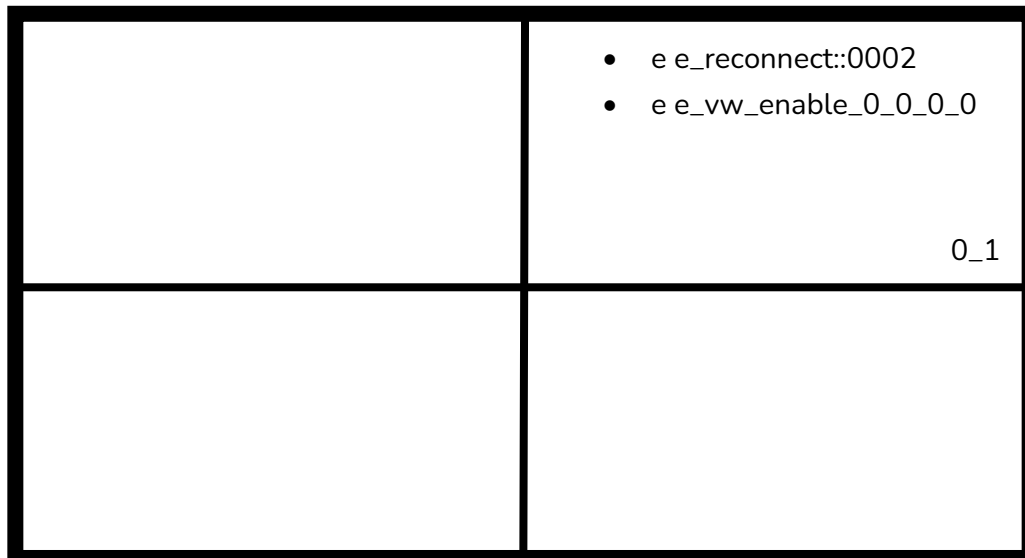 • e e_reconnect::0002
• e e_vw_enable_0_0_0_0
0_1